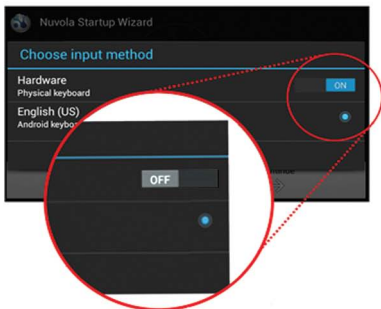 Nuvola Startup Wizard
Choose input method
Hardware
ON
Physical keyboard
English (US)
Android keybo
OFF